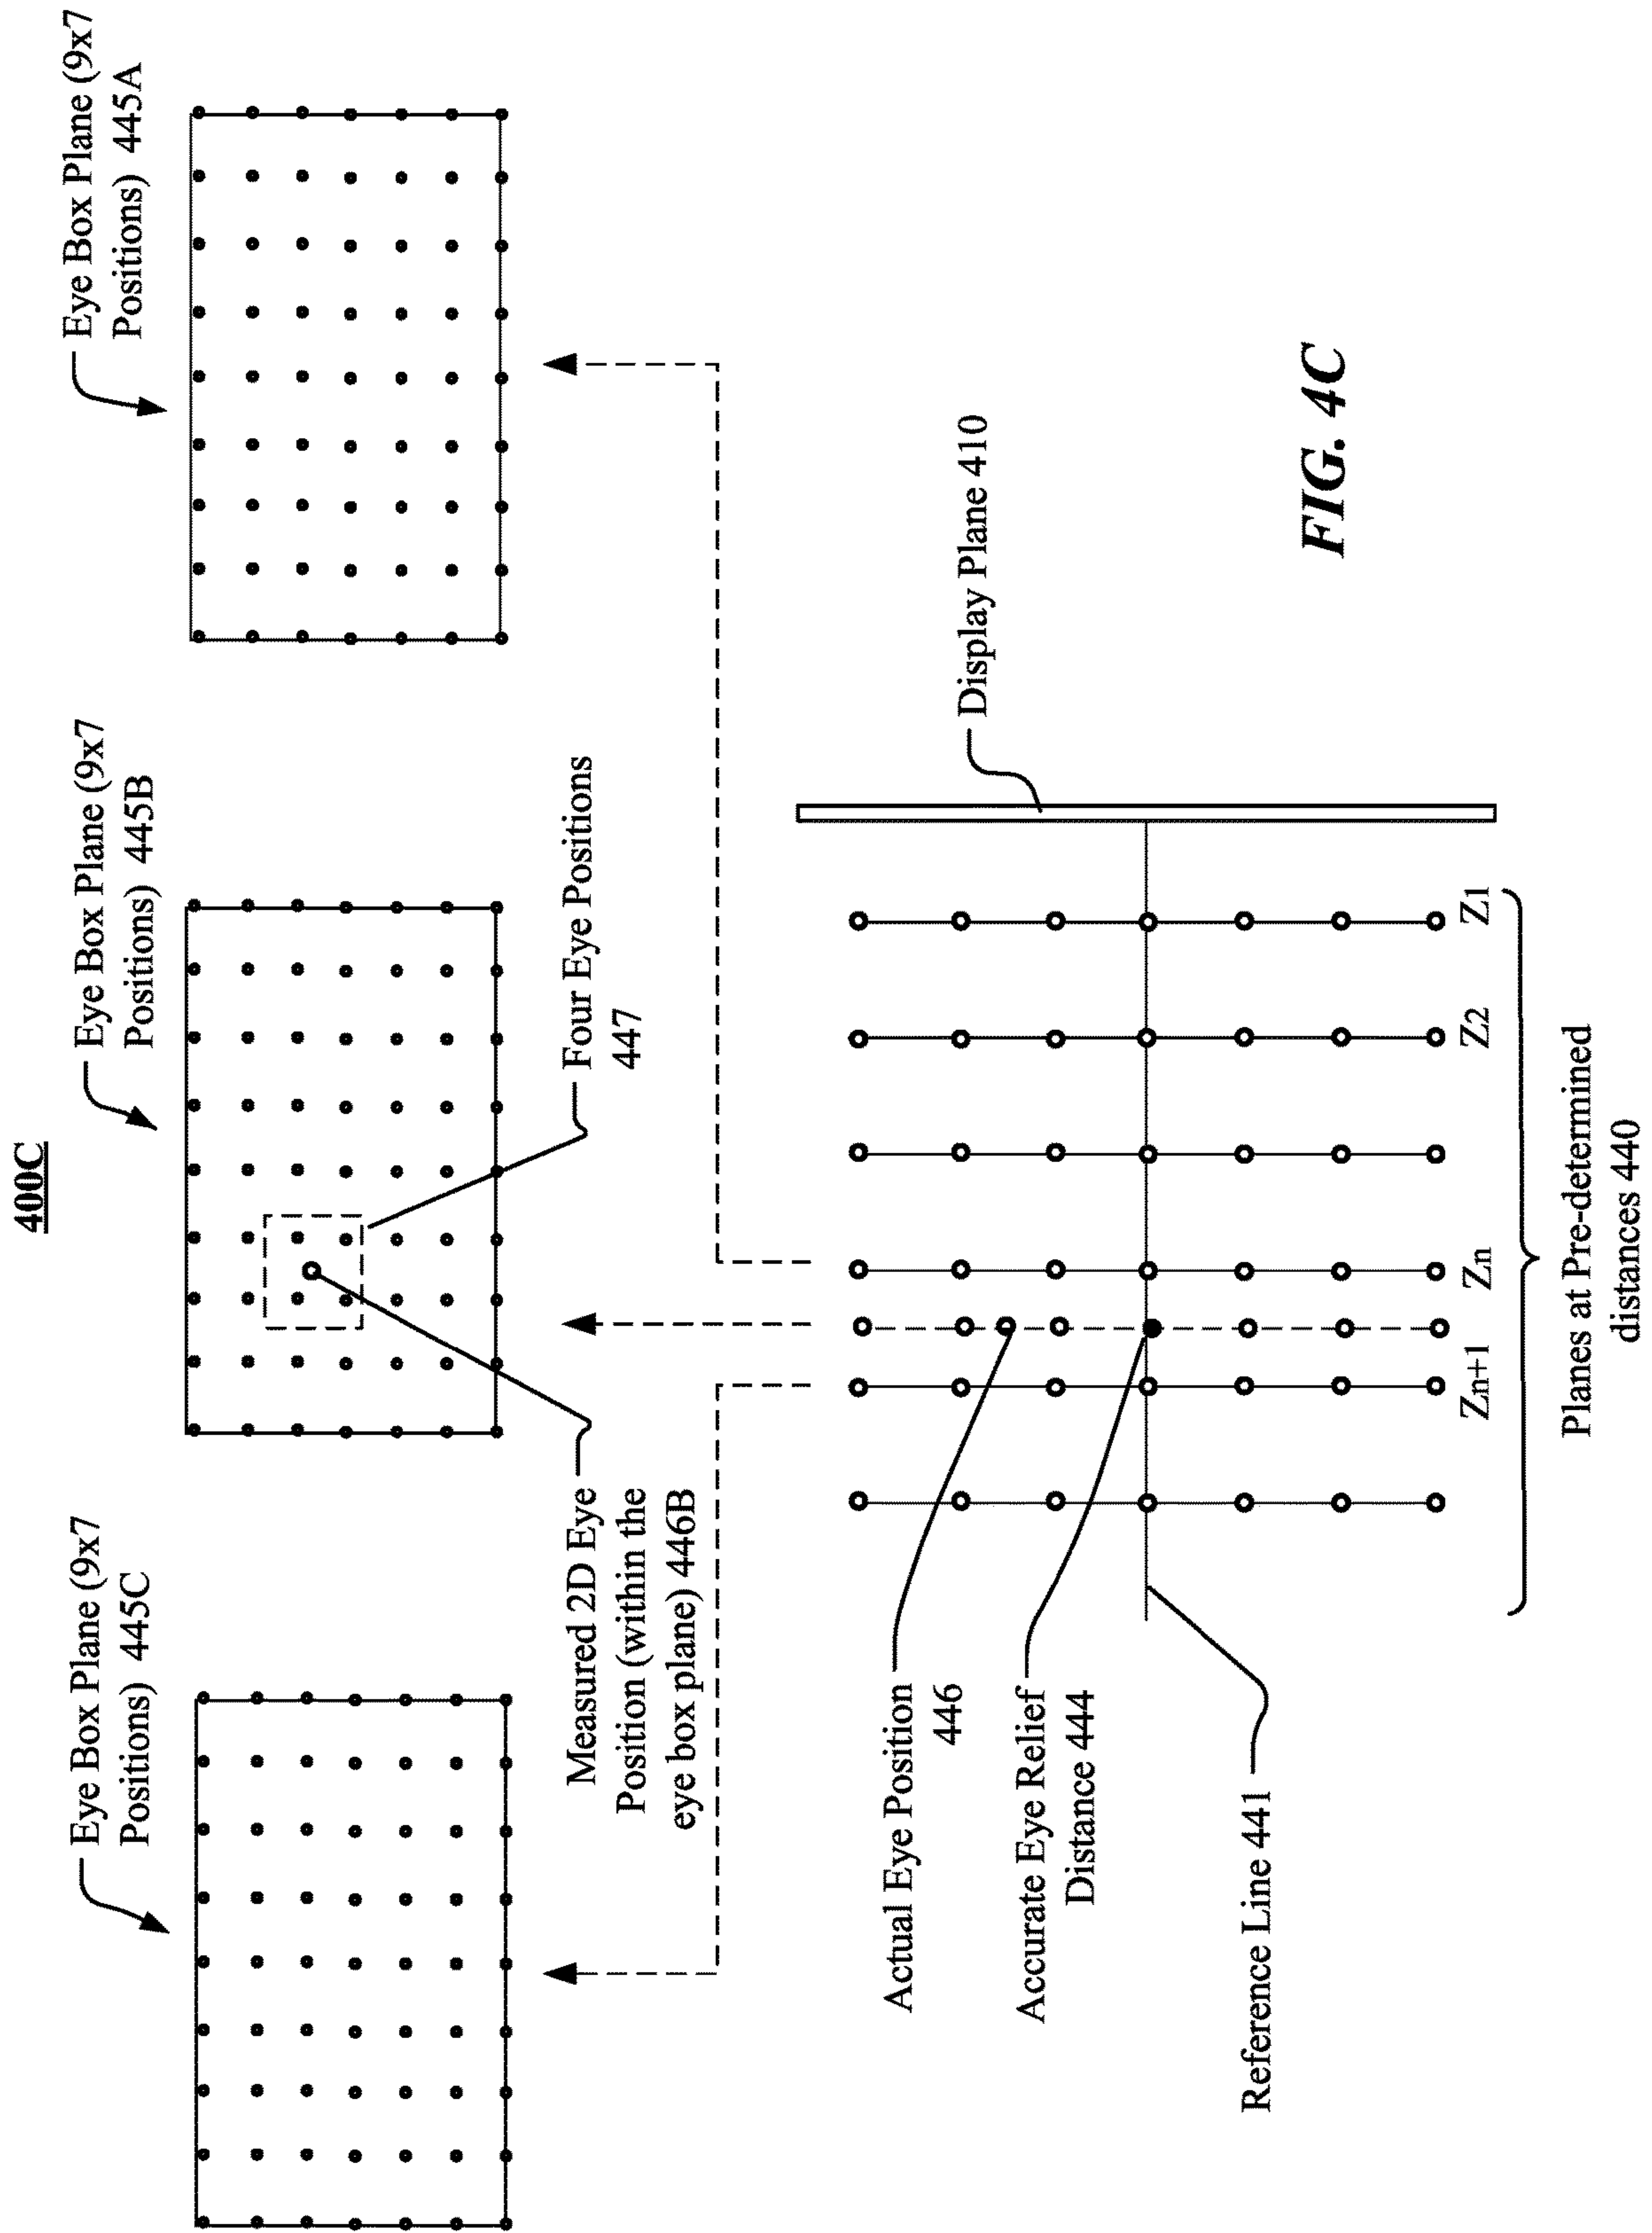 400C
Eye Box Plane (9x7
Positions) 445C
Eye Box Plane (9x7
Positions) 445B
Eye Box Plane (9x7
Positions) 445A
Measured 2D Eye
Position (within the
eye box plane) 446B
Four Eye Positions
447
Actual Eye Position
446
Accurate Eye Relief
Distance 444
Reference Line 441
Display Plane 410
Zn+1
Zn
Z2
Z1
Planes at Pre-determined
distances 440
FIG. 4C